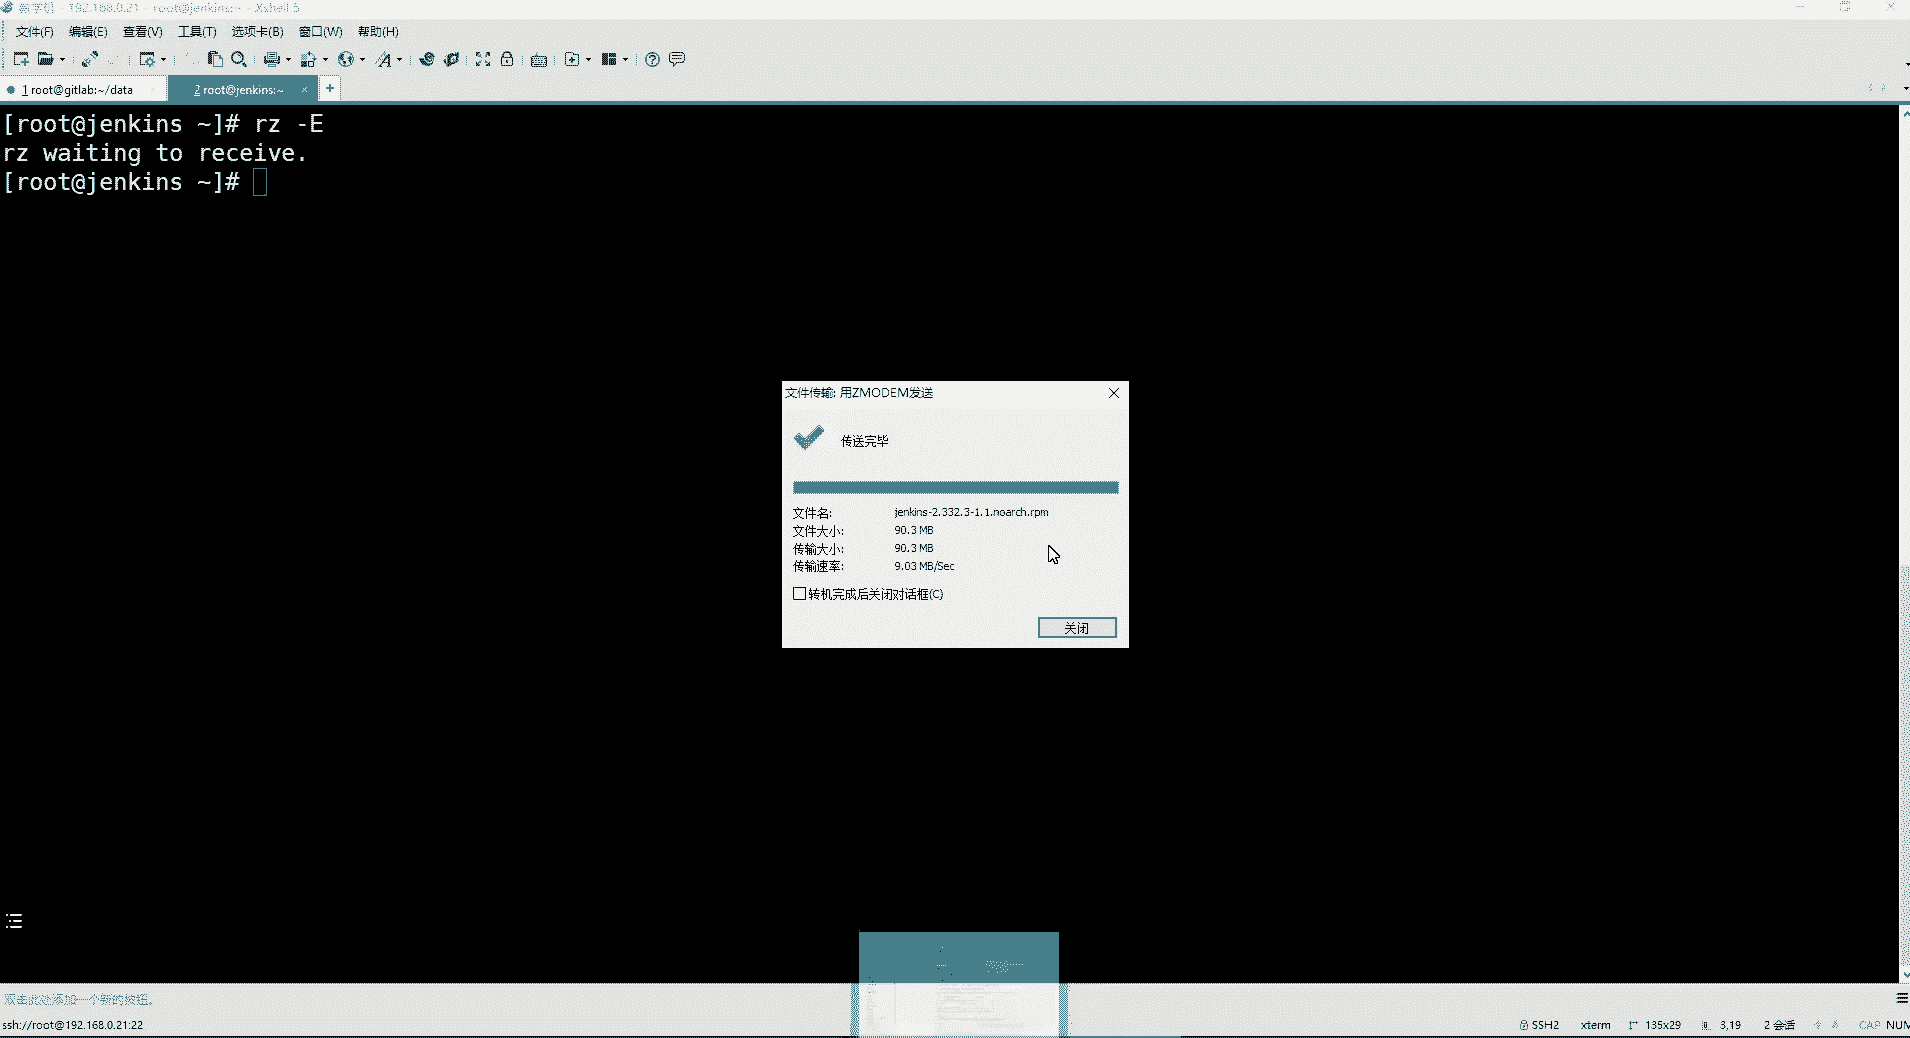 教学机 - 192.168.0.21 - root@jenkins:~ - Xshell 5
文件(F) 编辑(E) 查看(V) 工具(T) 选项卡(B) 窗口(W) 帮助(H)
1 root@gitlab:~/data 2 root@jenkins:~
[root@jenkins ~]# rz -E
rz waiting to receive.
[root@jenkins ~]#
文件传输: 用ZMODEM发送
传送完毕
文件名: jenkins-2.332.3-1.1.noarch.rpm
文件大小: 90.3 MB
传输大小: 90.3 MB
传输速率: 9.03 MB/Sec
转机完成后关闭对话框(C)
关闭
双击此处添加一个新的按钮。
ssh://root@192.168.0.21:22 SSH2 xterm 135x29 3,19 2 会话 CAP NUM